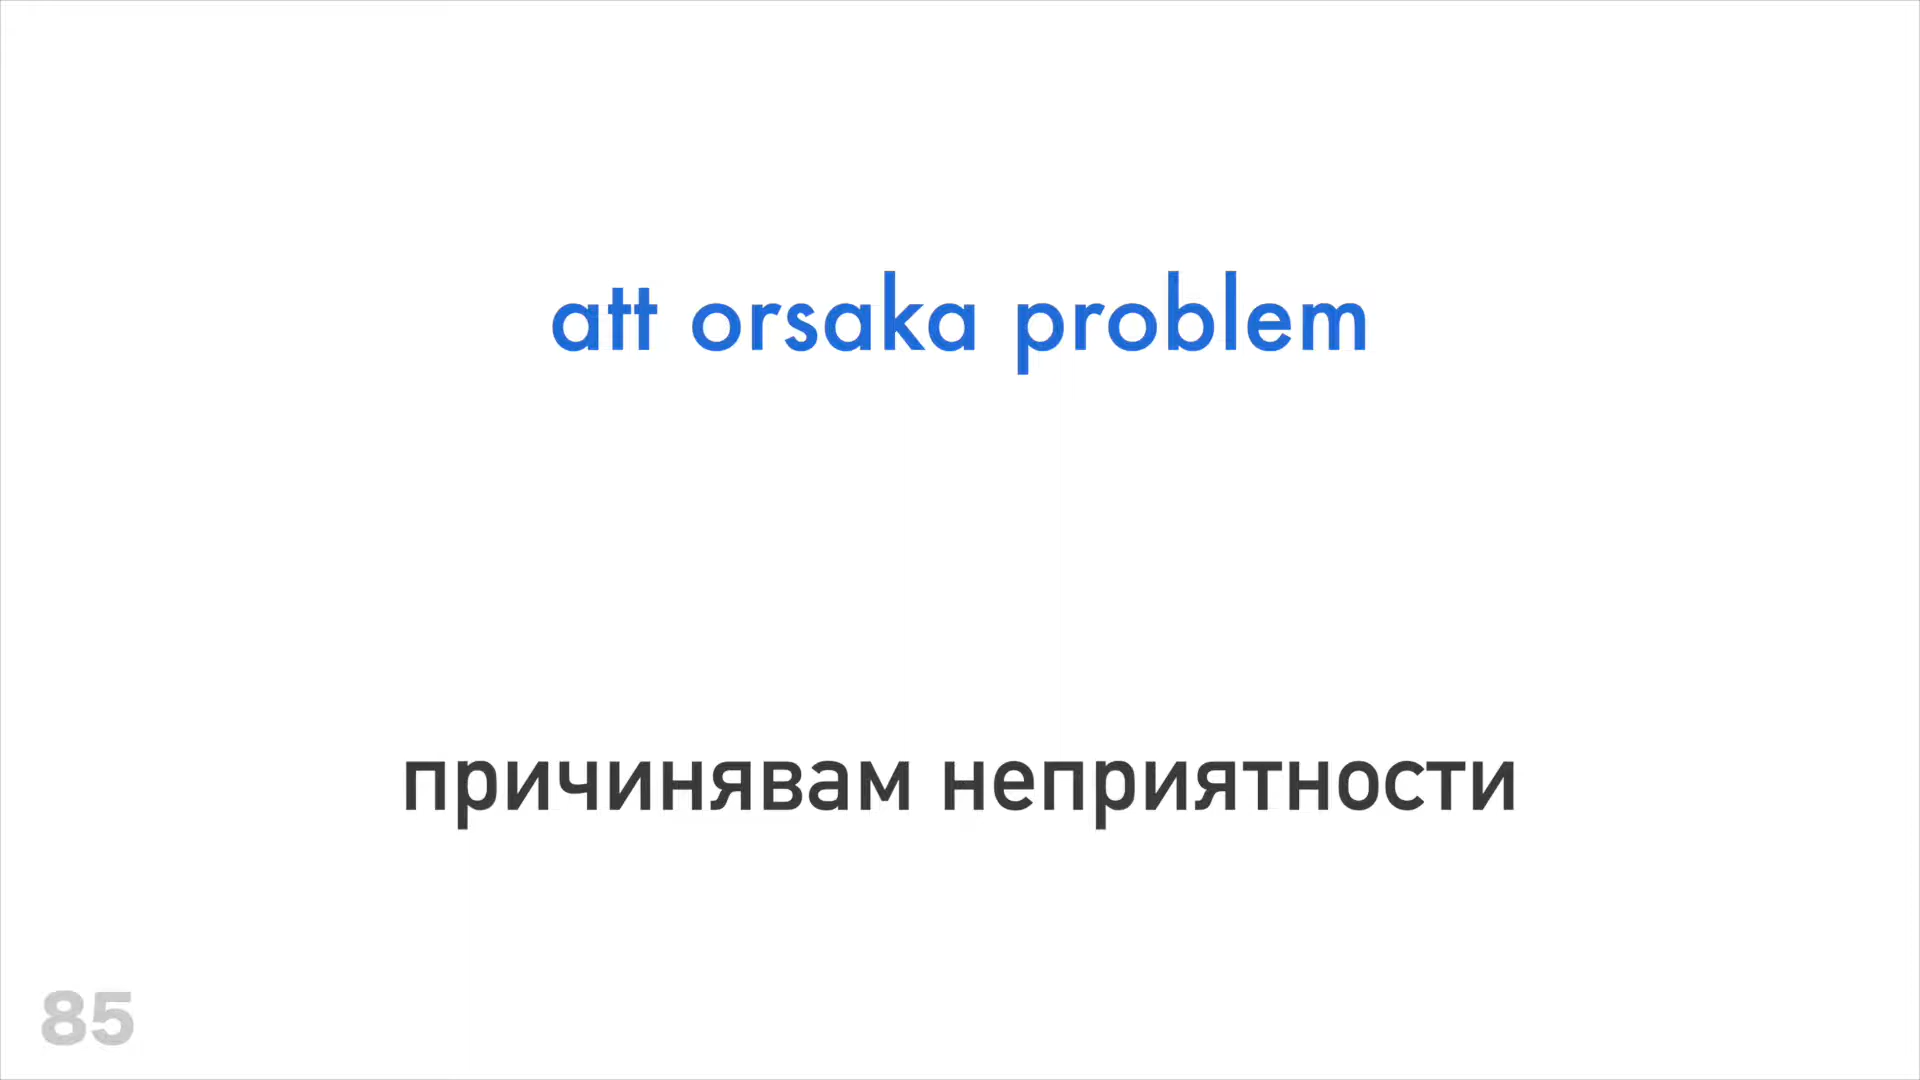 att orsaka problem
причинявам неприятности
85